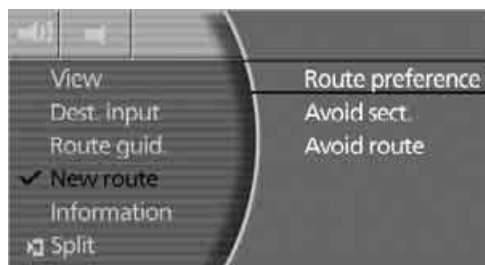 View
Dest. input
Route guid.
New route
Information
Split
Route preference
Avoid sect.
Avoid route